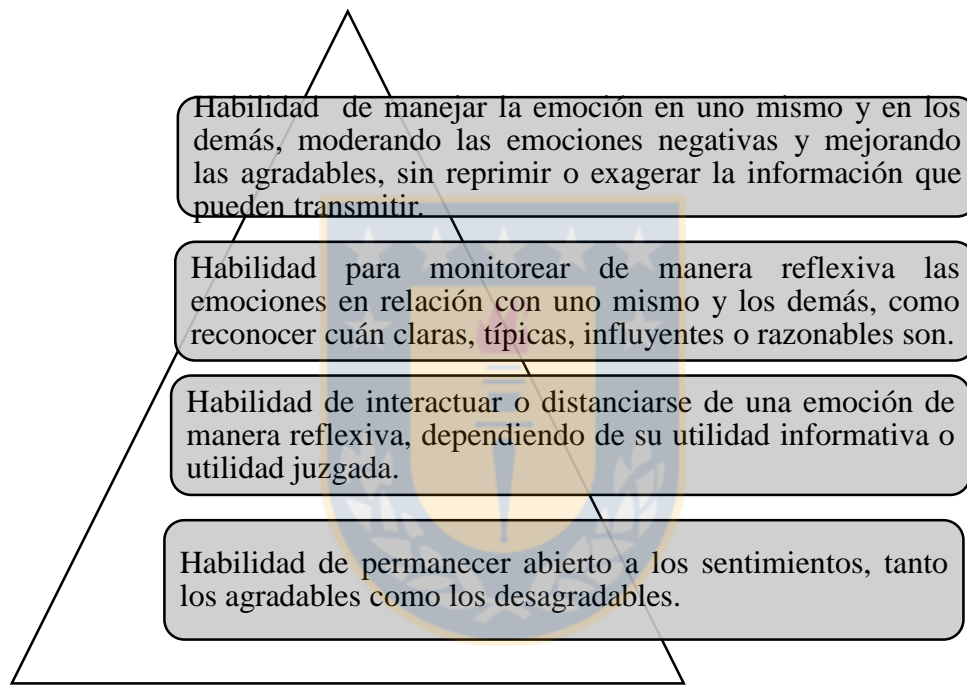 Habilidad de manejar la emoción en uno mismo y en los
demás, moderando las emociones negativas y mejorando
las agradables, sin reprimir o exagerar la información que
pueden transmitir.
Habilidad para monitorear de manera reflexiva las
emociones en relación con uno mismo y los demás, como
reconocer cuán claras, típicas, influyentes o razonables son.
Habilidad de interactuar o distanciarse de una emoción de
manera reflexiva, dependiendo de su utilidad informativa o
utilidad juzgada.
Habilidad de permanecer abierto a los sentimientos, tanto
los agradables como los desagradables.